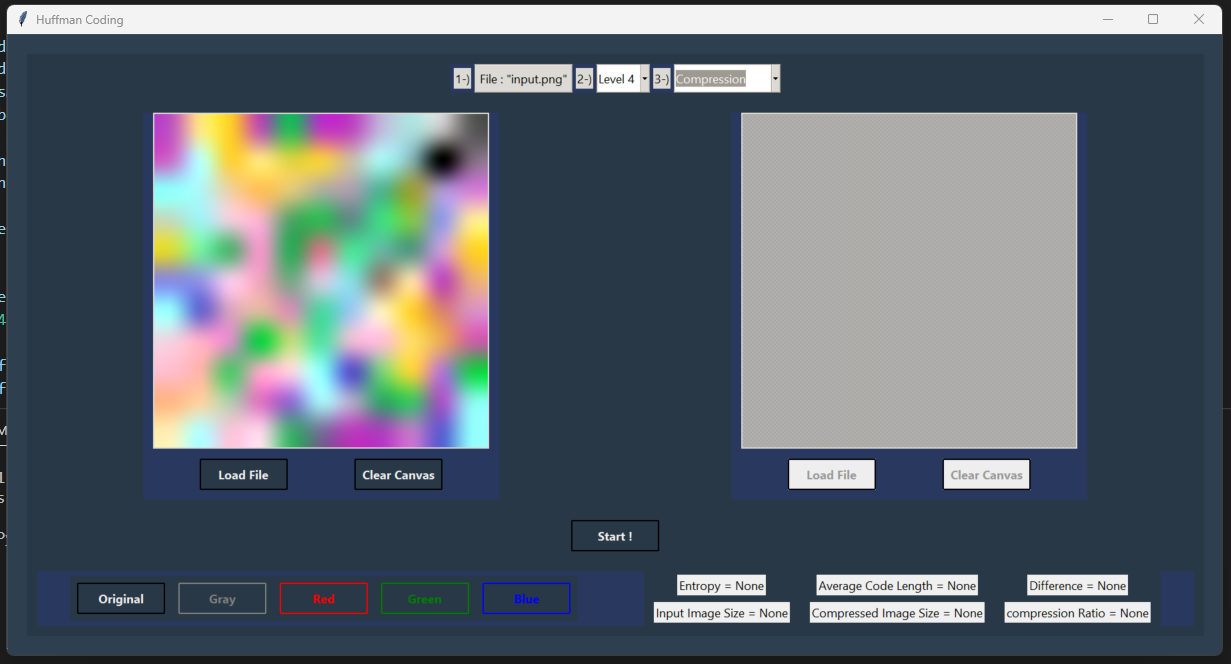 Huffman Coding
1-) File : "input.png" 2-) Level 4 3-) Compression
Load File Clear Canvas Load File Clear Canvas
Start !
Original Gray Red Green Blue
Entropy = None Average Code Length = None Difference = None
Input Image Size = None Compressed Image Size = None compression Ratio = None